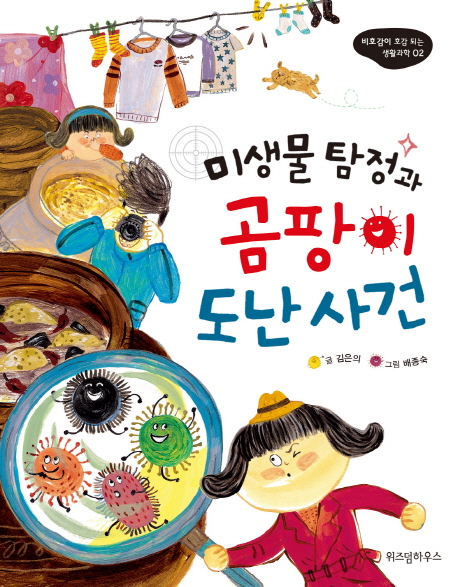 비호감이 호감 되는
생활과학 02
미생물 탐정과
곰팡이
도난 사건
글 김은의 그림 배종숙
위즈덤하우스